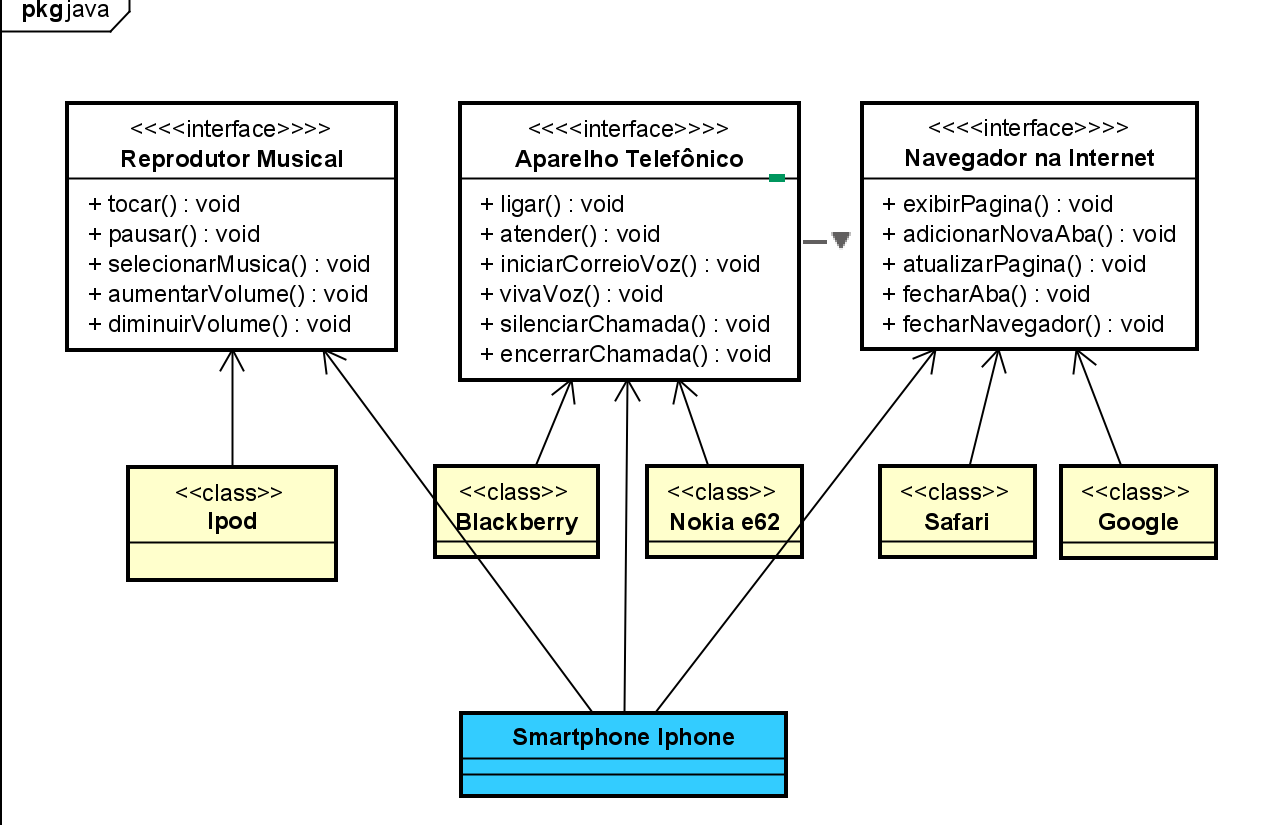 pkg java
<<<<interface>>>>
Reprodutor Musical
+ tocar() : void
+ pausar() : void
+ selecionarMusica() : void
+ aumentarVolume() : void
+ diminuirVolume() : void
<<<<interface>>>>
Aparelho Telefônico
+ ligar() : void
+ atender() : void
+ iniciarCorreioVoz() : void
+ vivaVoz() : void
+ silenciarChamada() : void
+ encerrarChamada() : void
<<<<interface>>>>
Navegador na Internet
+ exibirPagina() : void
+ adicionarNovaAba() : void
+ atualizarPagina() : void
+ fecharAba() : void
+ fecharNavegador() : void
<<class>>
Ipod
<<class>>
Blackberry
<<class>>
Nokia e62
<<class>>
Safari
<<class>>
Google
Smartphone Iphone